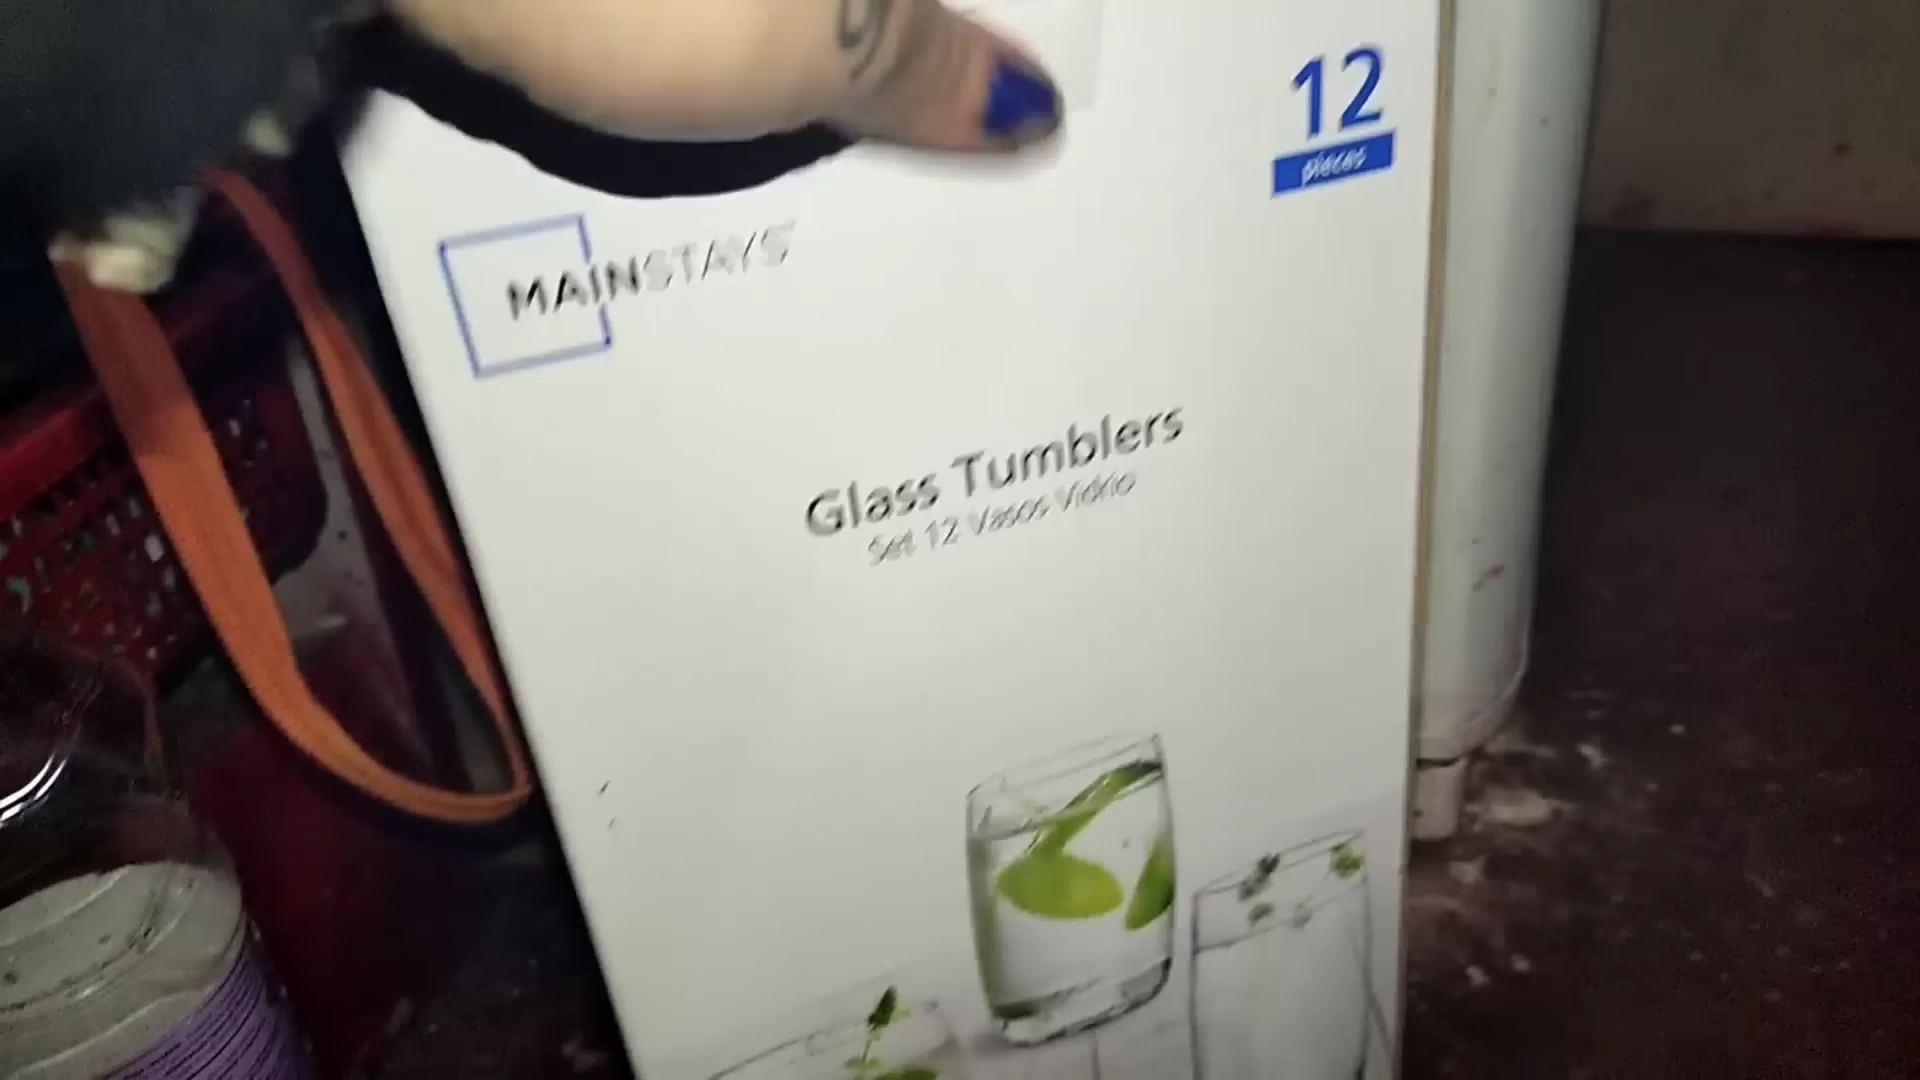 12
pieces
MAINSTAYS
Glass Tumblers
Set 12 Vasos Vidrio